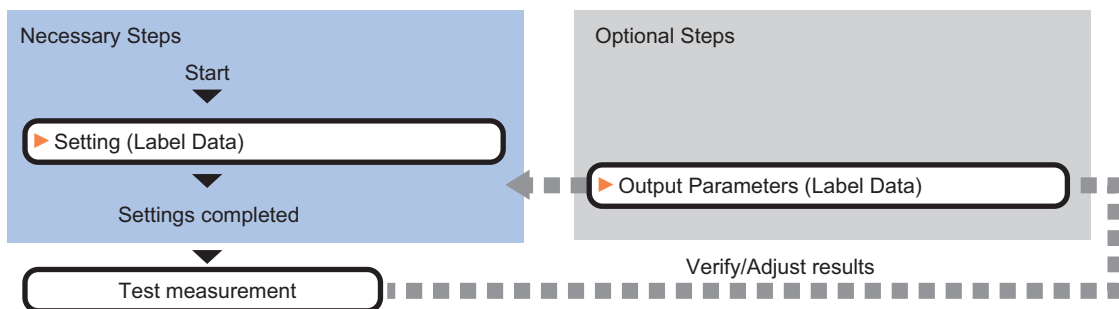 Necessary Steps
Start
Setting (Label Data)
Settings completed
Test measurement
Optional Steps
Output Parameters (Label Data)
Verify/Adjust results